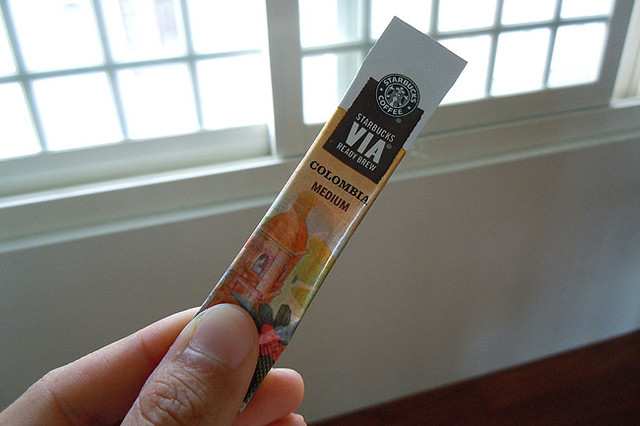 STARBUCKS
COFFEE
STARBUCKS
VIA®
READY BREW
COLOMBIA
MEDIUM